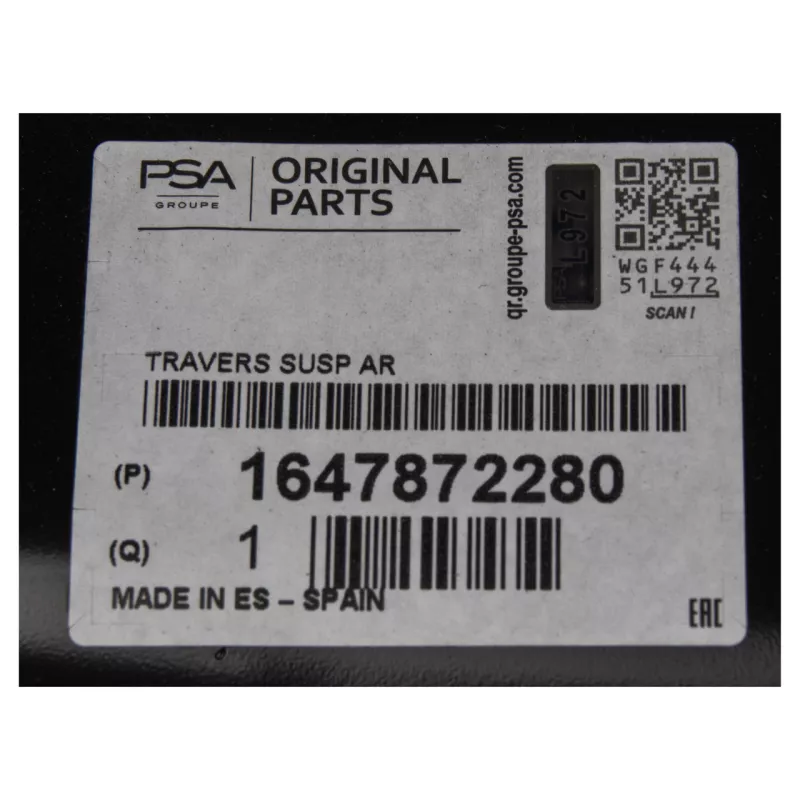 PSA
GROUPE
ORIGINAL
PARTS
qr.groupe-psa.com
L972
WGF444
51L972
SCAN!
TRAVERS SUSP AR
(P) 1647872280
(Q) 1
MADE IN ES – SPAIN
EAC